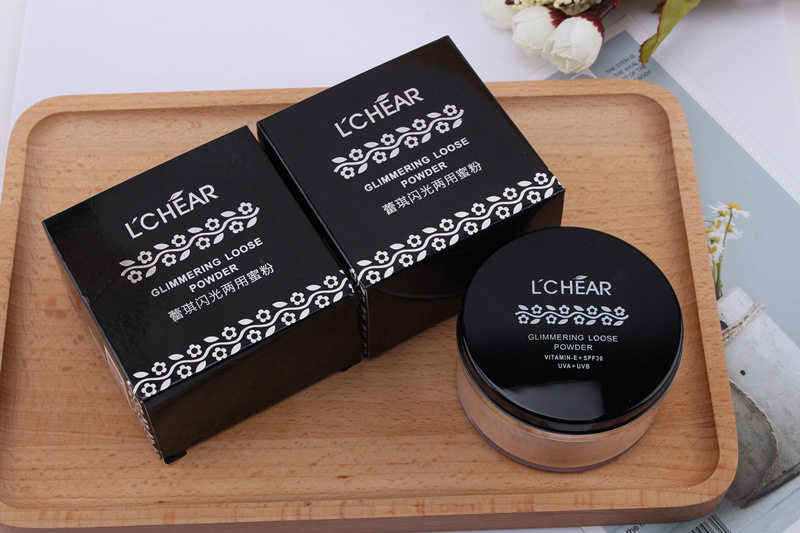 L'CHEAR
GLIMMERING LOOSE
POWDER
蕾琪闪光两用蜜粉
L'CHEAR
GLIMMERING LOOSE
POWDER
蕾琪闪光两用蜜粉
L'CHEAR
GLIMMERING LOOSE
POWDER
VITAMIN-E+SPF30
UVA+UVB